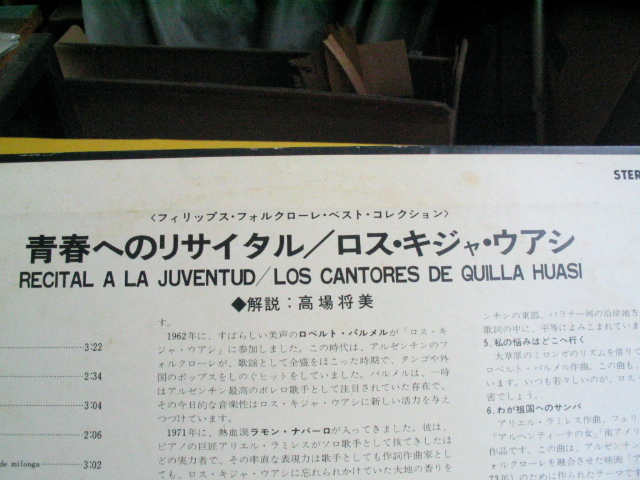 STER
〈フィリップス・フォルクローレ・ベスト・コレクション〉
青春へのリサイタル／ロス・キジャ・ウアシ
RECITAL A LA JUVENTUD／LOS CANTORES DE QUILLA HUASI
◆解説：高場将美
3:22
2:34
3:04
2:06
de milonga 3:02
す。
1962年に、すばらしい美声のロベルト・パルメルが「ロス・キ
ジャ・ウアシ」に参加しました。この時代は、アルゼンチンのフ
ォルクローレが、歌謡として全盛をほこった時期で、タンゴや外
国のポップスをしのぐヒットをしていました。パルメルは、一時
はアルゼンチン最高のボレロ歌手として注目されていた存在で、
その今日的な音楽性はロス・キジャ・ウアシに新しい活力を与え
つづけています。
1971年に、熱血漢ラモン・ナバーロが入ってきました。彼は、
ピアノの巨匠アリエル・ラミレスがソロ歌手として抜てきしたほ
どの実力者で、その率直な表現力は歌手としても作詞作曲家とし
ても、ロス・キジャ・ウアシに忘れられかけていた大地の香りを
ンチンの東部、パラナー河の沿岸地方
歌詞の中に、平等によみこまれていま
5. 私の悩みはどこへ行く
大草原のミロンガのリズムを借りて
ロベルト・パルメル作曲。この曲も、
います。いつも若々しいのが、ロス・
密でしょう。
6. わが祖国へのサンバ
アリエル・ラミレス作曲、フェリ
「アルヘンティーナの女」「南アメリ
作品です。この曲は、アルゼンチン
ォルクローレを融合させた映画「ア
73年)のために作られたテーマです